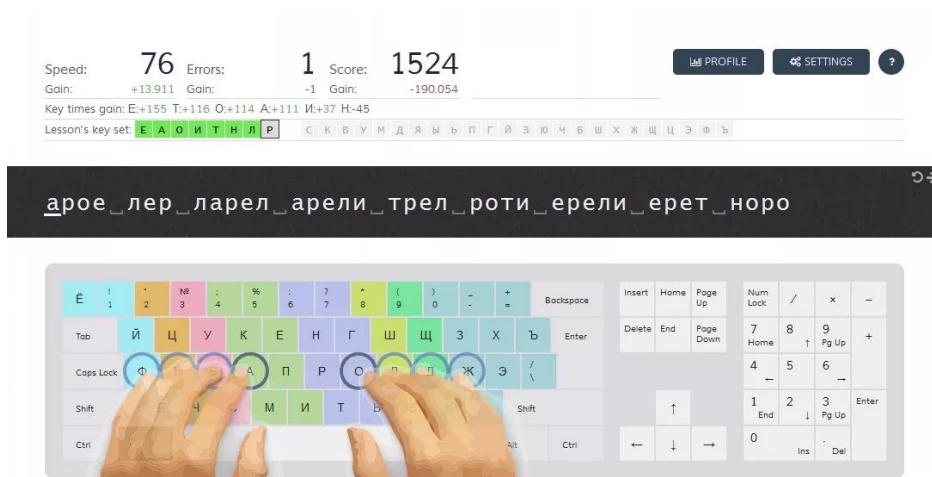 Speed: 76 Errors: 1 Score: 1524
Gain: +13.911 Gain: -1 Gain: -190.054
PROFILE SETTINGS ?
Key times gain: Е:+155 Т:+116 О:+114 А:+111 И:+37 Н:-45
Lesson's key set: Е А О И Т Н Л Р С К В У М Д Я Ы Ь П Г Й З Ю Ч Б Ш Х Ж Щ Ц Э Ф Ъ
арое␣лер␣ларел␣арели␣трел␣роти␣ерели␣ерет␣норо
Ё ! 1 " 2 № 3 ; 4 % 5 : 6 ? 7 * 8 ( 9 ) 0 _ - + = Backspace Insert Home Page Up Num Lock / × −
Tab Й Ц У К Е Н Г Ш Щ З Х Ъ Enter Delete End Page Down 7 Home 8 ↑ 9 Pg Up +
Caps Lock Ф А П Р О Ж Э / \ 4 ← 5 6 →
Shift Ч С М И Т Ь Shift ↑ 1 End 2 ↓ 3 Pg Up Enter
Ctrl Alt Ctrl ← ↓ → 0 Ins . Del